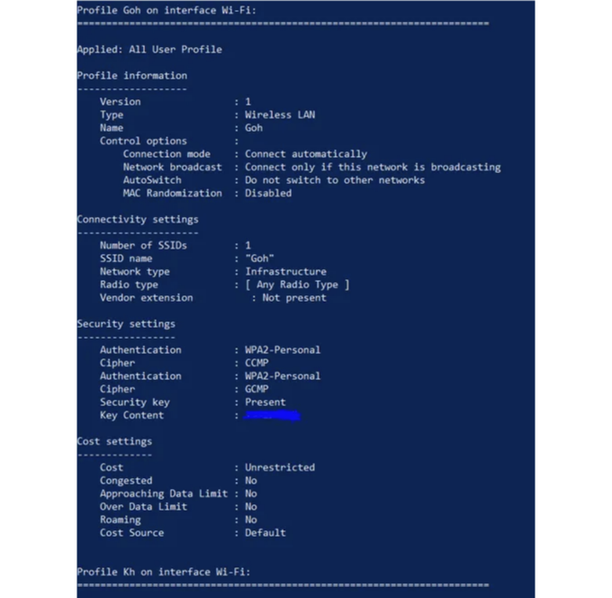 Profile Goh on interface Wi-Fi:
=======================================================================
Applied: All User Profile
Profile information
-------------------
Version : 1
Type : Wireless LAN
Name : Goh
Control options :
Connection mode : Connect automatically
Network broadcast : Connect only if this network is broadcasting
AutoSwitch : Do not switch to other networks
MAC Randomization : Disabled
Connectivity settings
---------------------
Number of SSIDs : 1
SSID name : "Goh"
Network type : Infrastructure
Radio type : [ Any Radio Type ]
Vendor extension : Not present
Security settings
-----------------
Authentication : WPA2-Personal
Cipher : CCMP
Authentication : WPA2-Personal
Cipher : GCMP
Security key : Present
Key Content :
Cost settings
-------------
Cost : Unrestricted
Congested : No
Approaching Data Limit : No
Over Data Limit : No
Roaming : No
Cost Source : Default
Profile Kh on interface Wi-Fi:
=======================================================================